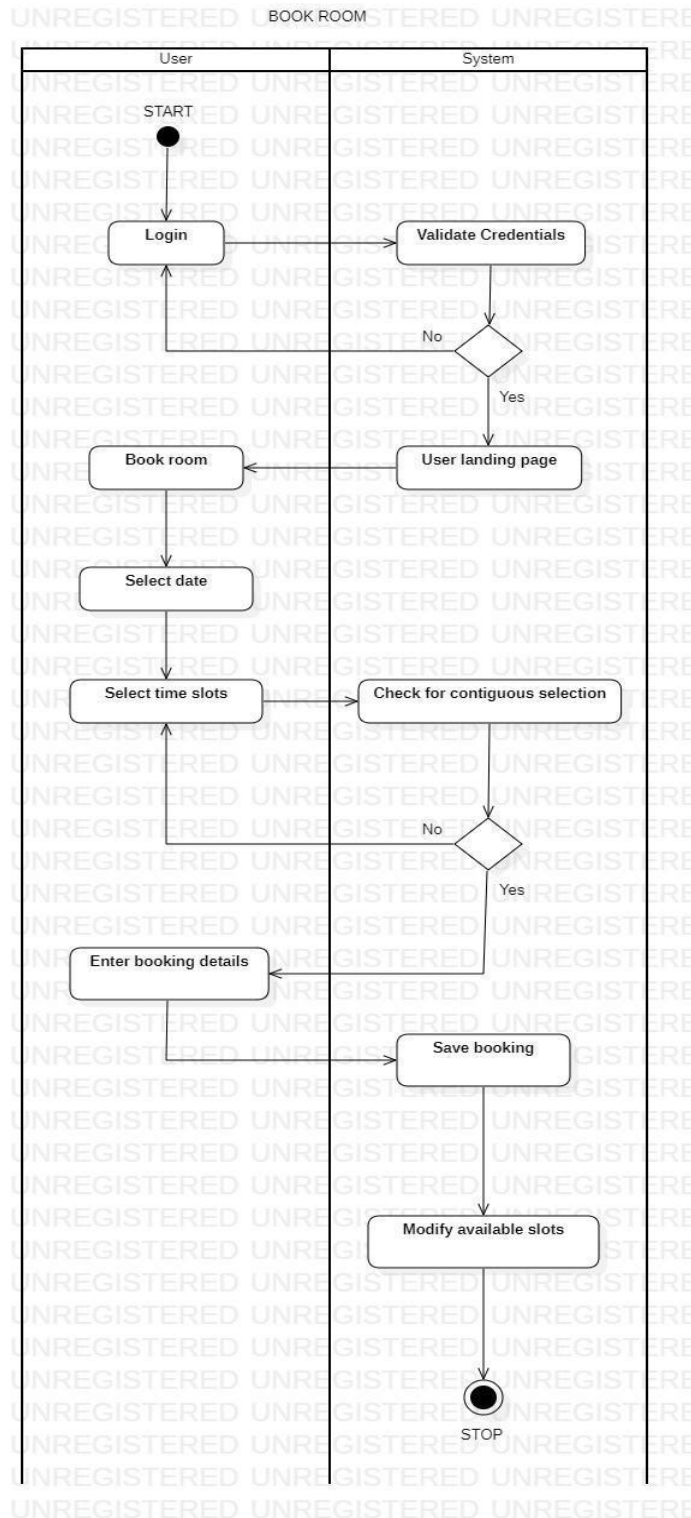 BOOK ROOM
User
System
START
Login
Validate Credentials
No
Yes
Book room
User landing page
Select date
Select time slots
Check for contiguous selection
No
Yes
Enter booking details
Save booking
Modify available slots
STOP
UNREGISTERED